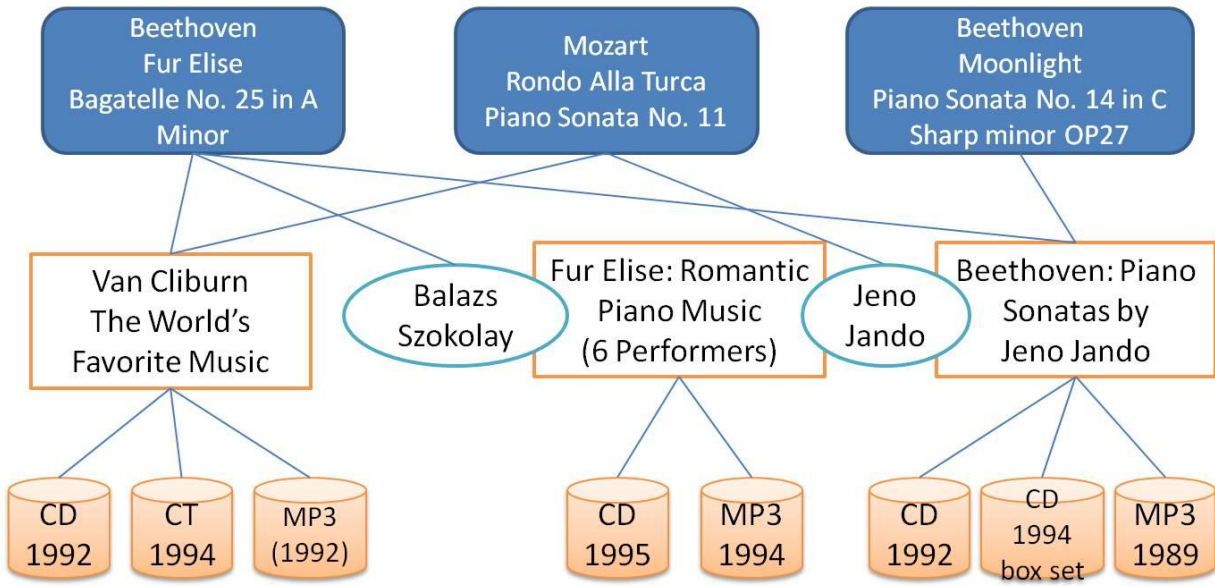 Beethoven
Fur Elise
Bagatelle No. 25 in A
Minor
Mozart
Rondo Alla Turca
Piano Sonata No. 11
Beethoven
Moonlight
Piano Sonata No. 14 in C
Sharp minor OP27
Van Cliburn
The World’s
Favorite Music
Balazs
Szokolay
Fur Elise: Romantic
Piano Music
(6 Performers)
Jeno
Jando
Beethoven: Piano
Sonatas by
Jeno Jando
CD
1992
CT
1994
MP3
(1992)
CD
1995
MP3
1994
CD
1992
CD
1994
box set
MP3
1989